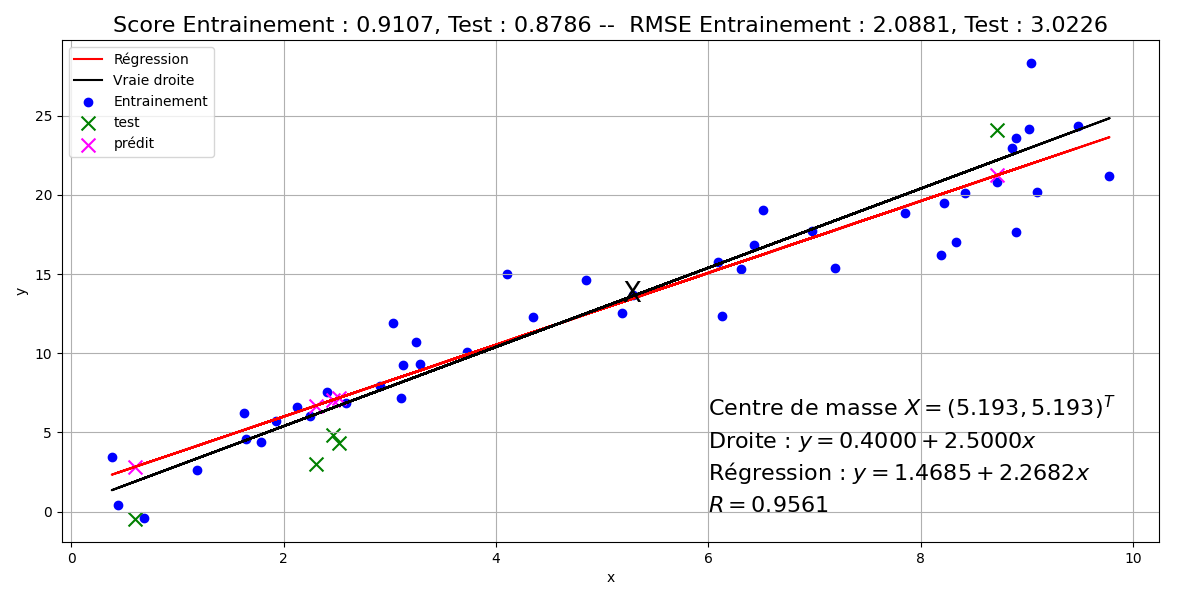 Score Entrainement : 0.9107, Test : 0.8786 --  RMSE Entrainement : 2.0881, Test : 3.0226
Régression
Vraie droite
Entrainement
test
prédit
25
20
15
10
5
0
y
X
Centre de masse X = (5.193, 5.193)^T
Droite : y = 0.4000 + 2.5000x
Régression : y = 1.4685 + 2.2682x
R = 0.9561
0 2 4 6 8 10
x